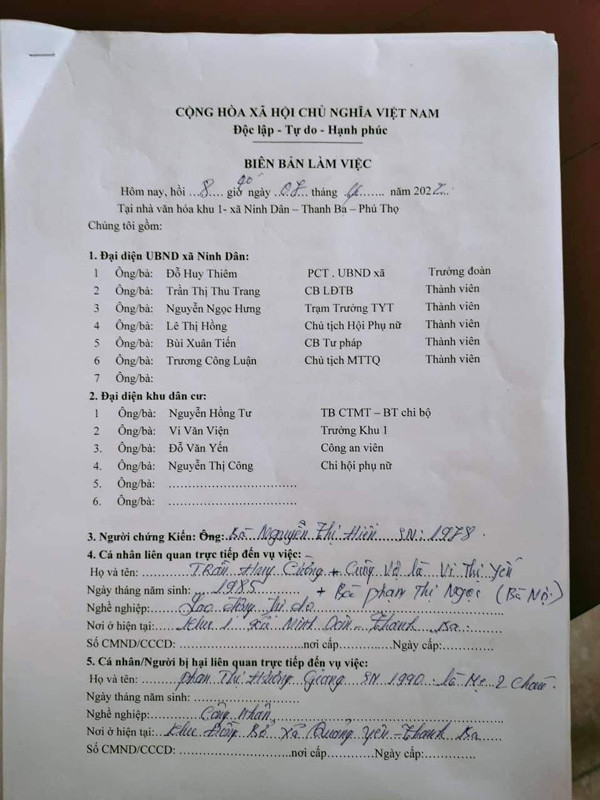 CỘNG HÒA XÃ HỘI CHỦ NGHĨA VIỆT NAM
Độc lập - Tự do - Hạnh phúc
BIÊN BẢN LÀM VIỆC
Hôm nay, hồi ..8.... giờ ngày ..07.. tháng ........ năm 202
Tại nhà văn hóa khu 1- xã Ninh Dân – Thanh Ba – Phú Thọ
Chúng tôi gồm:
1. Đại diện UBND xã Ninh Dân:
1 Ông/bà: Đỗ Huy Thiêm PCT . UBND xã Trưởng đoàn
2 Ông/bà: Trần Thị Thu Trang CB LĐTB Thành viên
3 Ông/bà: Nguyễn Ngọc Hưng Trạm Trưởng TYT Thành viên
4 Ông/bà: Lê Thị Hồng Chủ tịch Hội Phụ nữ Thành viên
5 Ông/bà: Bùi Xuân Tiến CB Tư pháp Thành viên
6 Ông/bà: Trương Công Luận Chủ tịch MTTQ Thành viên
7 Ông/bà:
2. Đại diện khu dân cư:
1 Ông/bà: Nguyễn Hồng Tư TB CTMT – BT chi bộ
2 Ông/bà: Vi Văn Viện Trưởng Khu 1
3. Ông/bà: Đỗ Văn Yến Công an viên
4. Ông/bà: Nguyễn Thị Công Chi hội phụ nữ
5. Ông/bà: ................................
6. Ông/bà: ................................
3. Người chứng Kiến: Ông: Bà Nguyễn Thị Hiền SN: 1978.
4. Cá nhân liên quan trực tiếp đến vụ việc:
Họ và tên: Trần Huy Cường + Cùng Vợ là Vi Thị Yến
Ngày tháng năm sinh: ...1985 + Bà phan Thị Ngọc (Bà Nội)
Nghề nghiệp: Lao động tự do
Nơi ở hiện tại: Khu 1 Xã Ninh Dân - Thanh Ba.
Số CMND/CCCD: ................nơi cấp................Ngày cấp:................
5. Cá nhân/Người bị hại liên quan trực tiếp đến vụ việc:
Họ và tên: phan Thị Hương Giang SN 1990 là Mẹ 2 Cháu.
Ngày tháng năm sinh: ................
Nghề nghiệp: Công Nhân.
Nơi ở hiện tại: Khu Đồng xã Quảng Yên - Thanh Ba
Số CMND/CCCD: ................nơi cấp................Ngày cấp:................